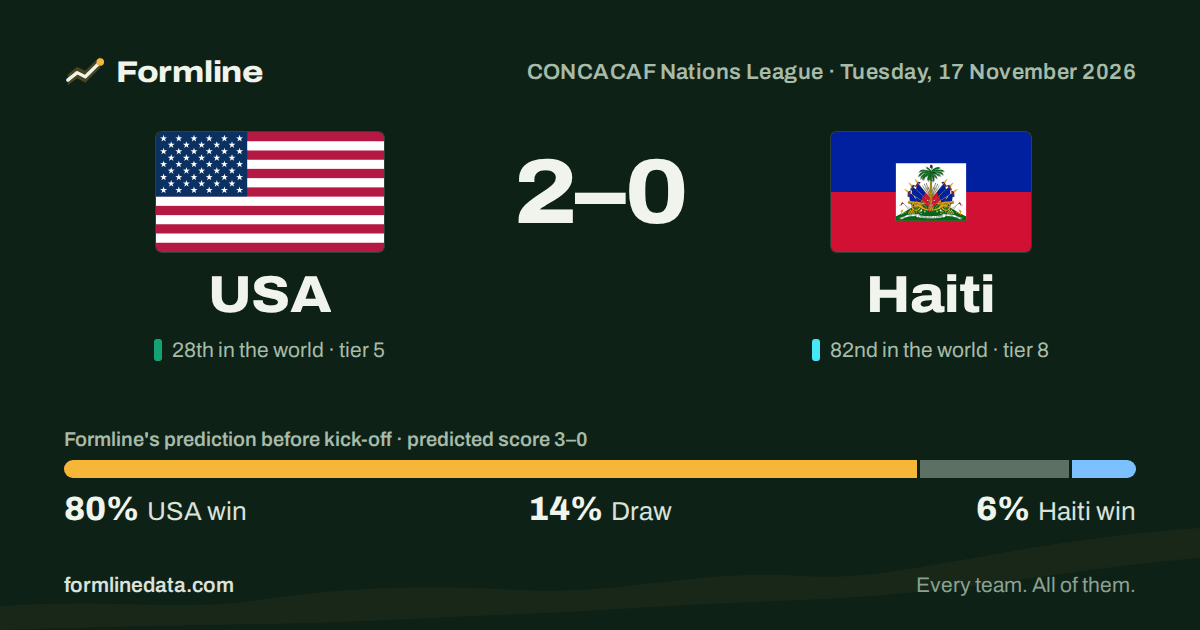 Formline
CONCACAF Nations League · Tuesday, 17 November 2026
2–0
USA
Haiti
28th in the world · tier 5
82nd in the world · tier 8
Formline's prediction before kick-off · predicted score 3–0
80% USA win
14% Draw
6% Haiti win
formlinedata.com
Every team. All of them.